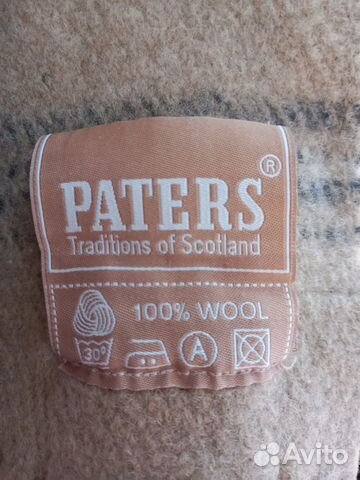 PATERS ®
Traditions of Scotland
100% WOOL
30° A
Avito